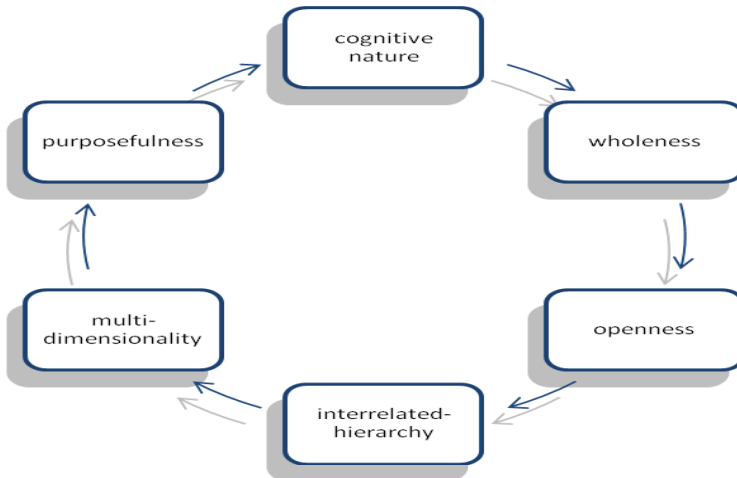 cognitive
nature
wholeness
openness
interrelated-
hierarchy
multi-
dimensionality
purposefulness